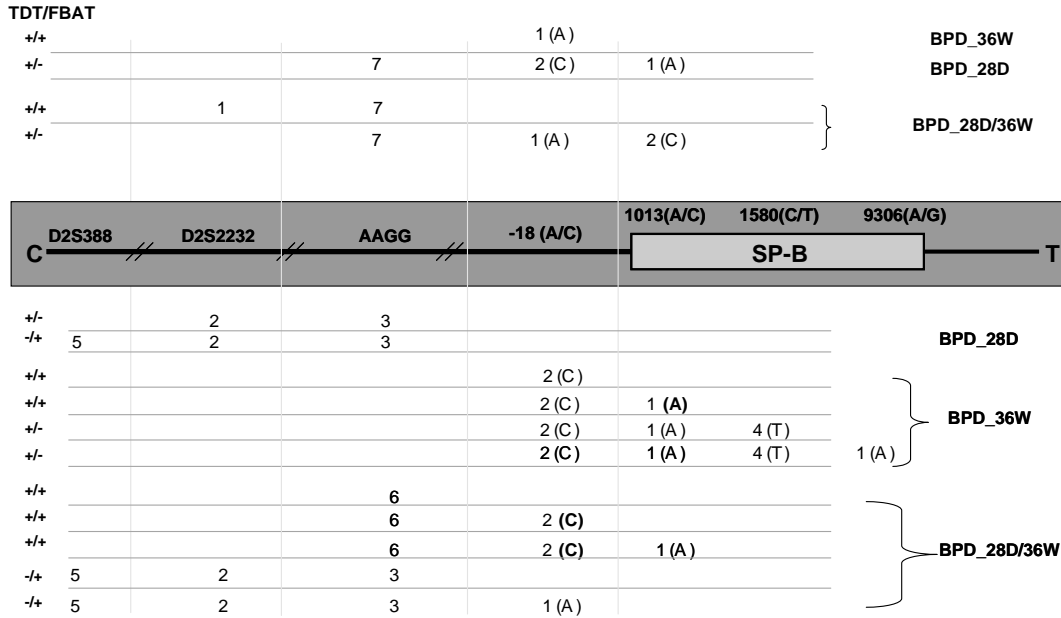 TDT/FBAT
+/+ 1 (A) BPD_36W
+/- 7 2 (C) 1 (A) BPD_28D
+/+ 1 7
BPD_28D/36W
+/- 7 1 (A) 2 (C)
1013(A/C) 1580(C/T) 9306(A/G)
D2S388 D2S2232 AAGG -18 (A/C)
C SP-B T
+/- 2 3
-/+ 5 2 3 BPD_28D
+/+ 2 (C)
+/+ 2 (C) 1 (A)
BPD_36W
+/- 2 (C) 1 (A) 4 (T)
+/- 2 (C) 1 (A) 4 (T) 1 (A)
+/+ 6
+/+ 6 2 (C)
+/+ 6 2 (C) 1 (A) BPD_28D/36W
-/+ 5 2 3
-/+ 5 2 3 1 (A)